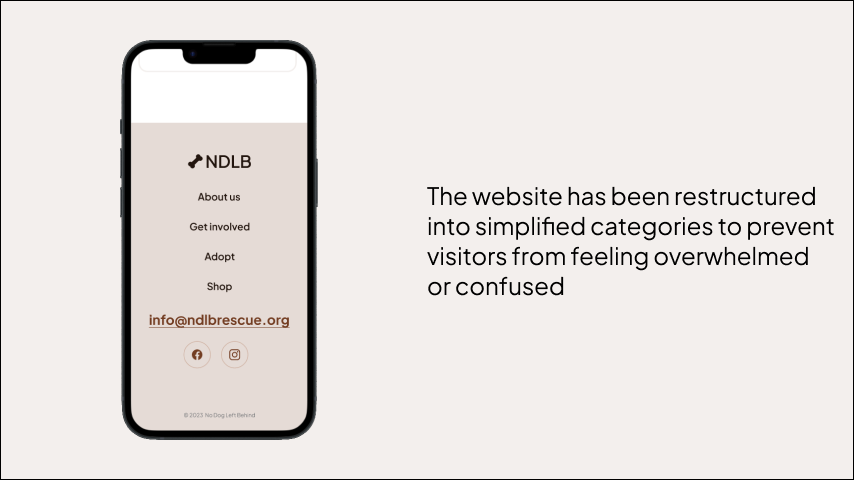 NDLB
About us
Get involved
Adopt
Shop
info@ndlbrescue.org
© 2023 No Dog Left Behind
The website has been restructured
into simplified categories to prevent
visitors from feeling overwhelmed
or confused